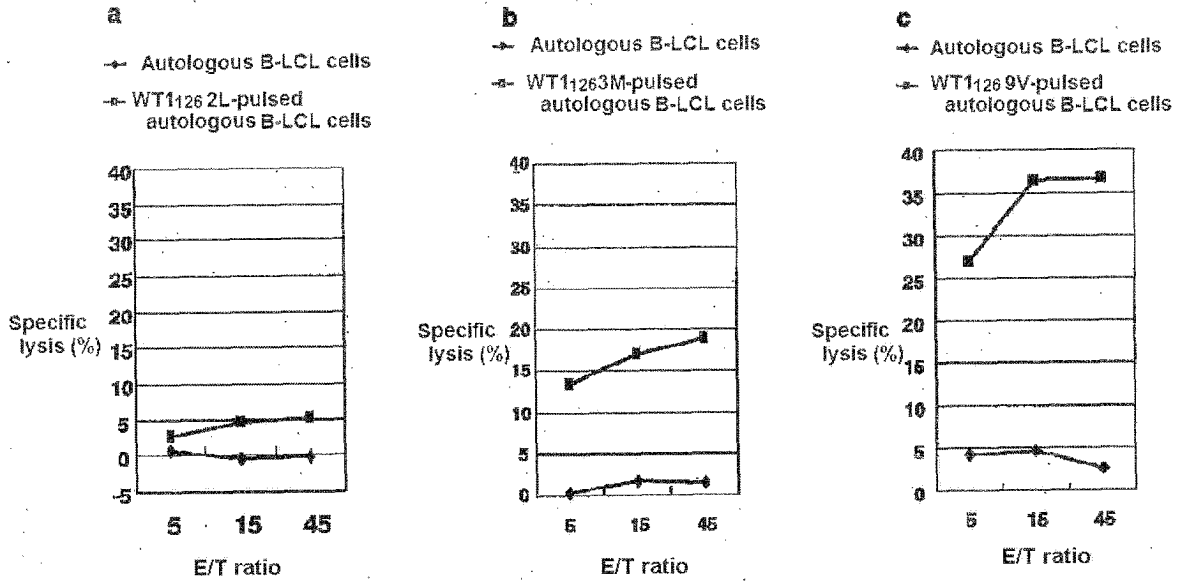 a
Autologous B-LCL cells
WT1126 2L-pulsed
autologous B-LCL cells
40
35
30
25
20
15
10
5
0
-5
Specific
lysis (%)
5 15 45
E/T ratio
b
Autologous B-LCL cells
WT11263M-pulsed
autologous B-LCL cells
40
35
30
25
20
15
10
5
0
Specific
lysis (%)
5 15 45
E/T ratio
c
Autologous B-LCL cells
WT1126 9V-pulsed
autologous B-LCL cells
40
35
30
25
20
15
10
5
0
Specific
lysis (%)
5 15 45
E/T ratio